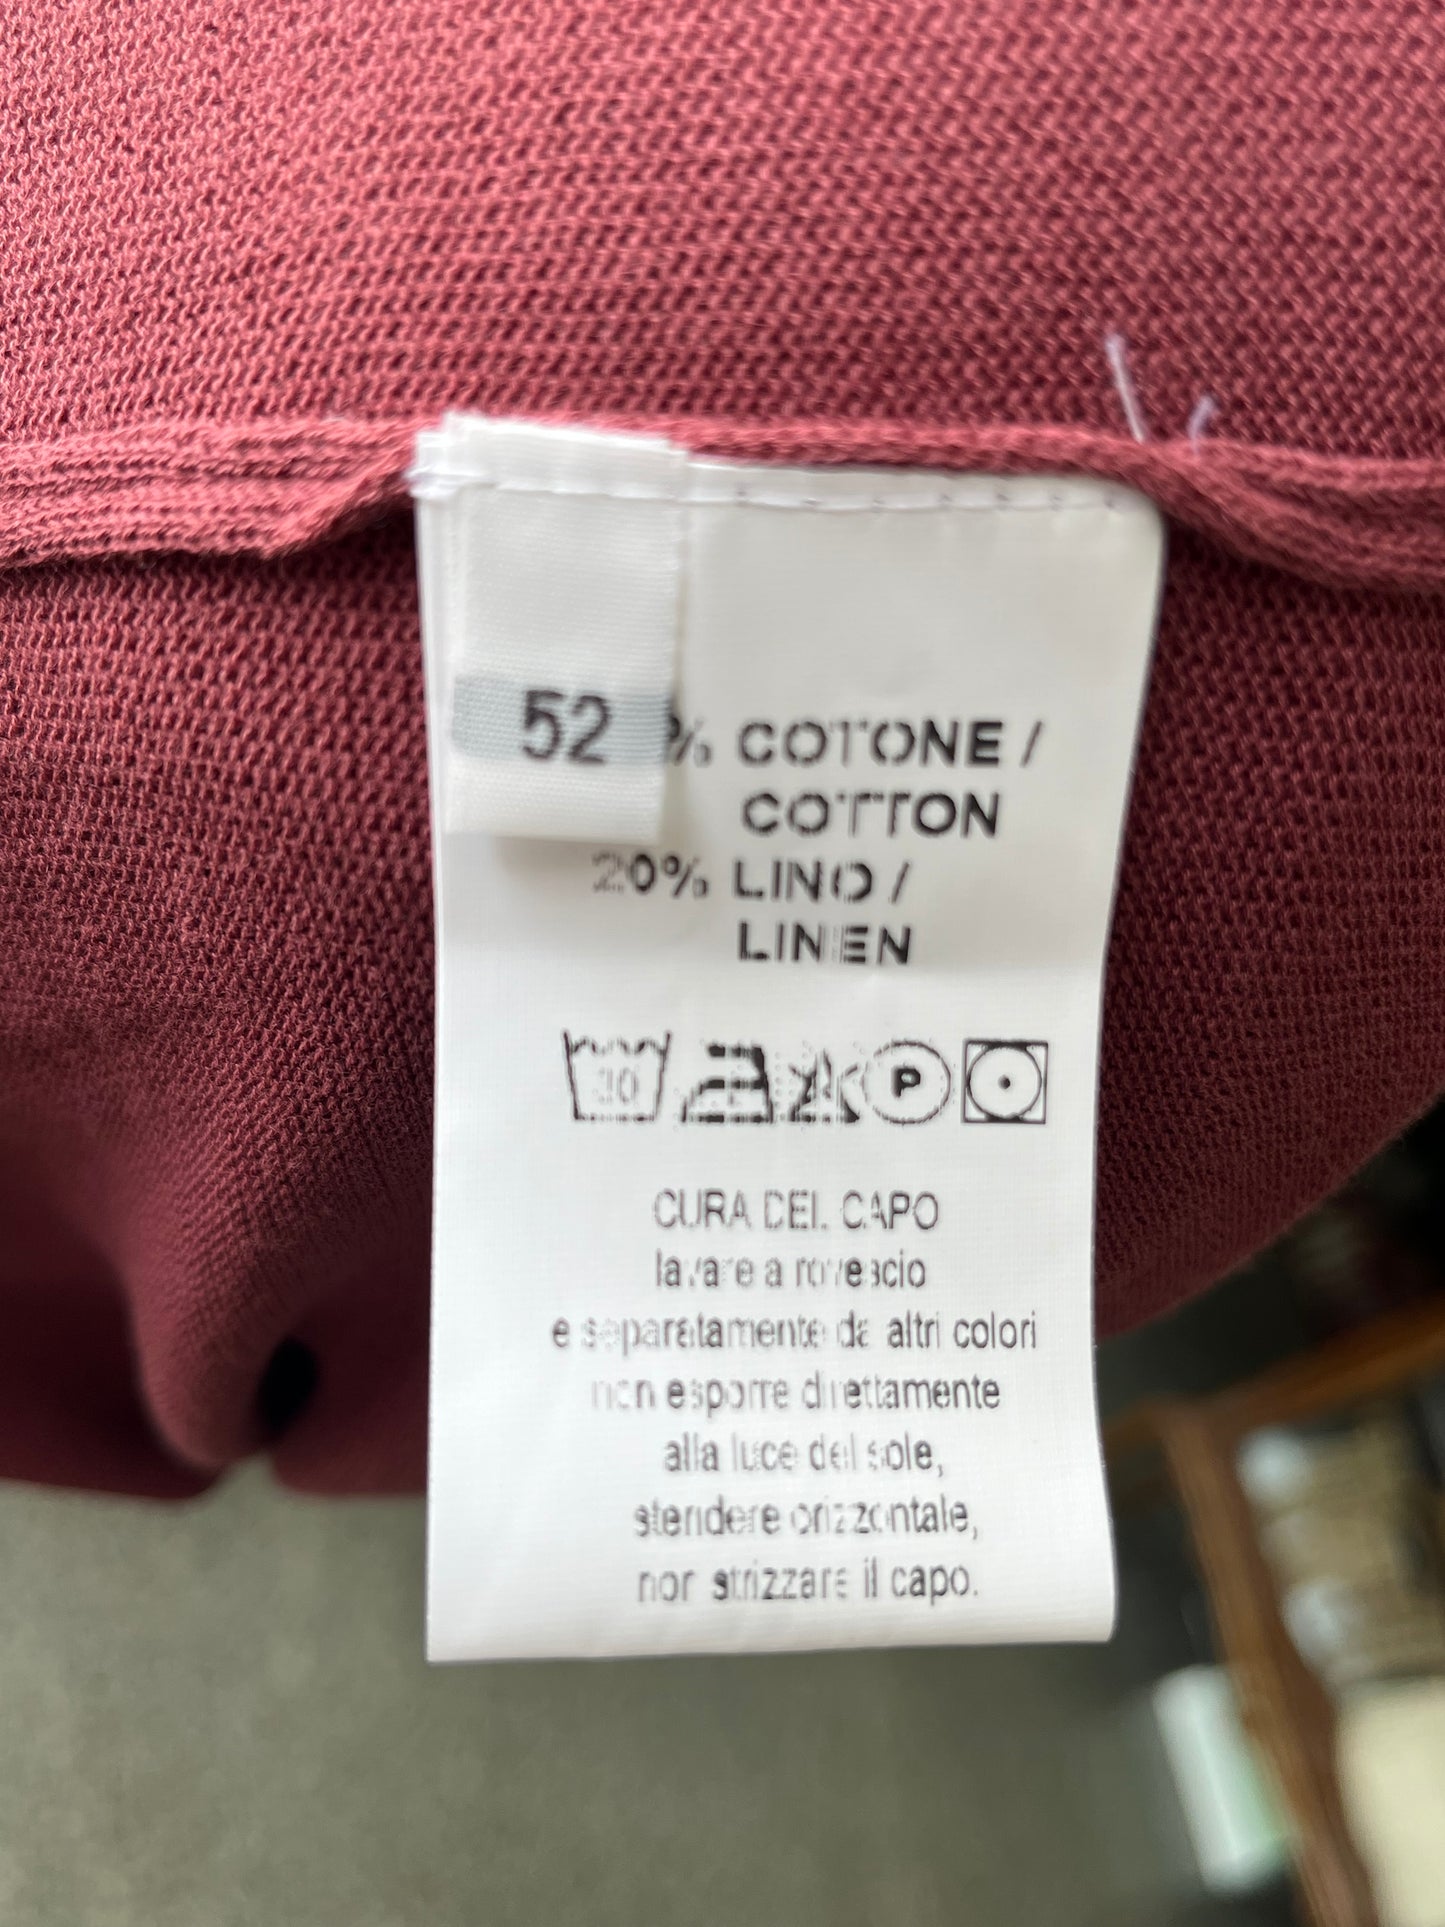 52
% COTONE /
COTTON
20% LINO /
LINEN
30
P
CURA DEL CAPO
lavare a rovescio
e separatamente da altri colori
non esporre direttamente
alla luce del sole,
stendere orizzontale,
non strizzare il capo.